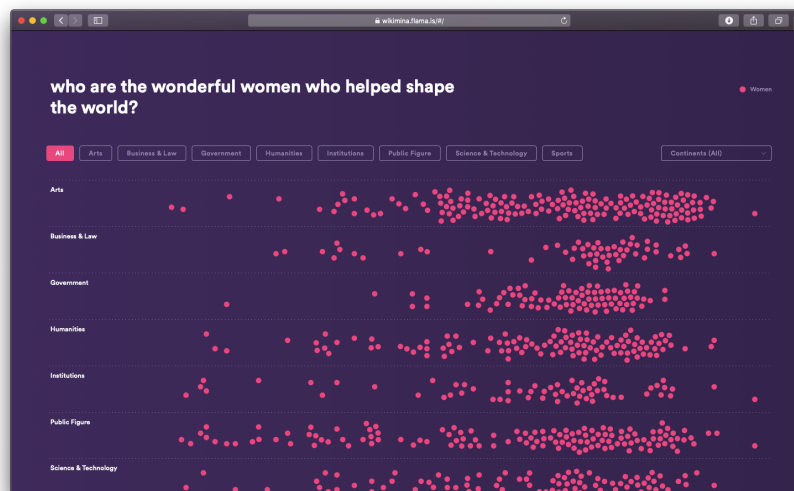 wikimina.flama.is/#/
who are the wonderful women who helped shape
the world?
Women
All
Arts
Business & Law
Government
Humanities
Institutions
Public Figure
Science & Technology
Sports
Continents (All)
Arts
Business & Law
Government
Humanities
Institutions
Public Figure
Science & Technology